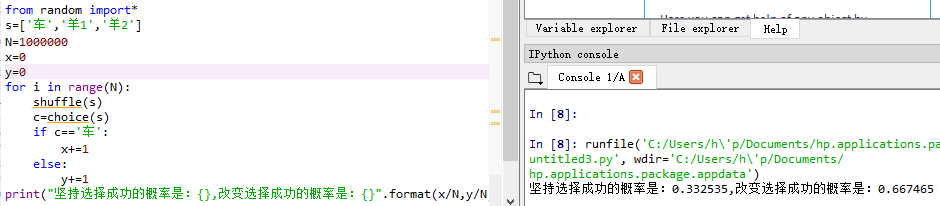 from random import*
s=['车','羊1','羊2']
N=1000000
x=0
y=0
for i in range(N):
shuffle(s)
c=choice(s)
if c=='车':
x+=1
else:
y+=1
print("坚持选择成功的概率是：{},改变选择成功的概率是：{}".format(x/N,y/N
Variable explorer
File explorer
Help
IPython console
Console 1/A
In [8]:
In [8]: runfile('C:/Users/h\'p/Documents/hp.applications.pa
untitled3.py', wdir='C:/Users/h\'p/Documents/
hp.applications.package.appdata')
坚持选择成功的概率是：0.332535,改变选择成功的概率是：0.667465